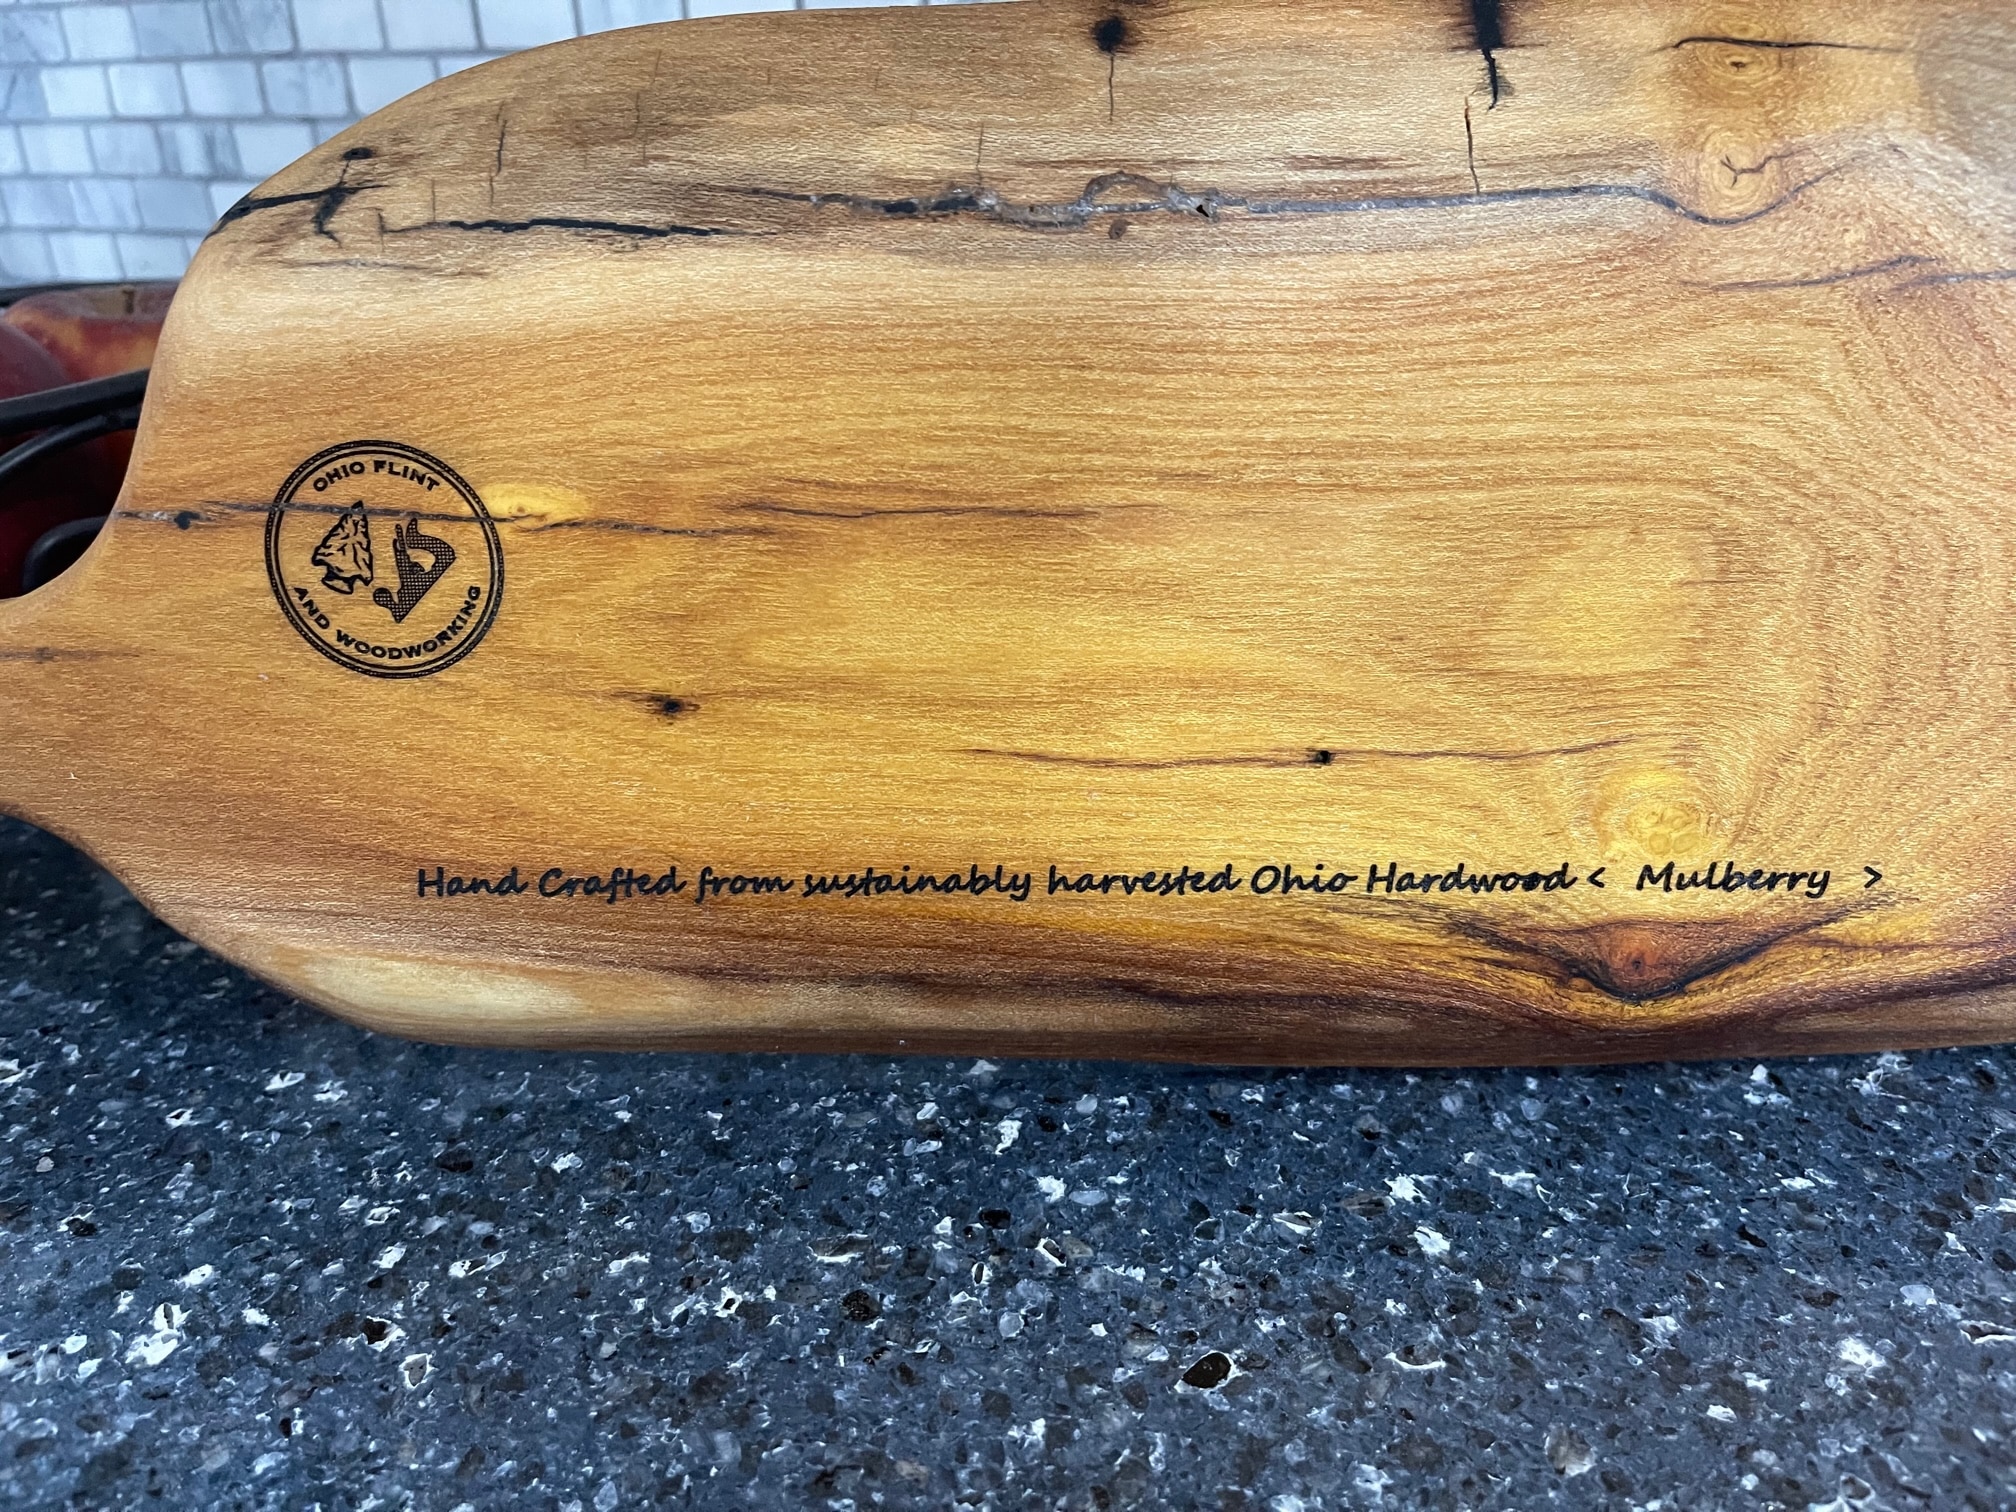 OHIO FLINT
AND WOODWORKING
Hand Crafted from sustainably harvested Ohio Hardwood < Mulberry >